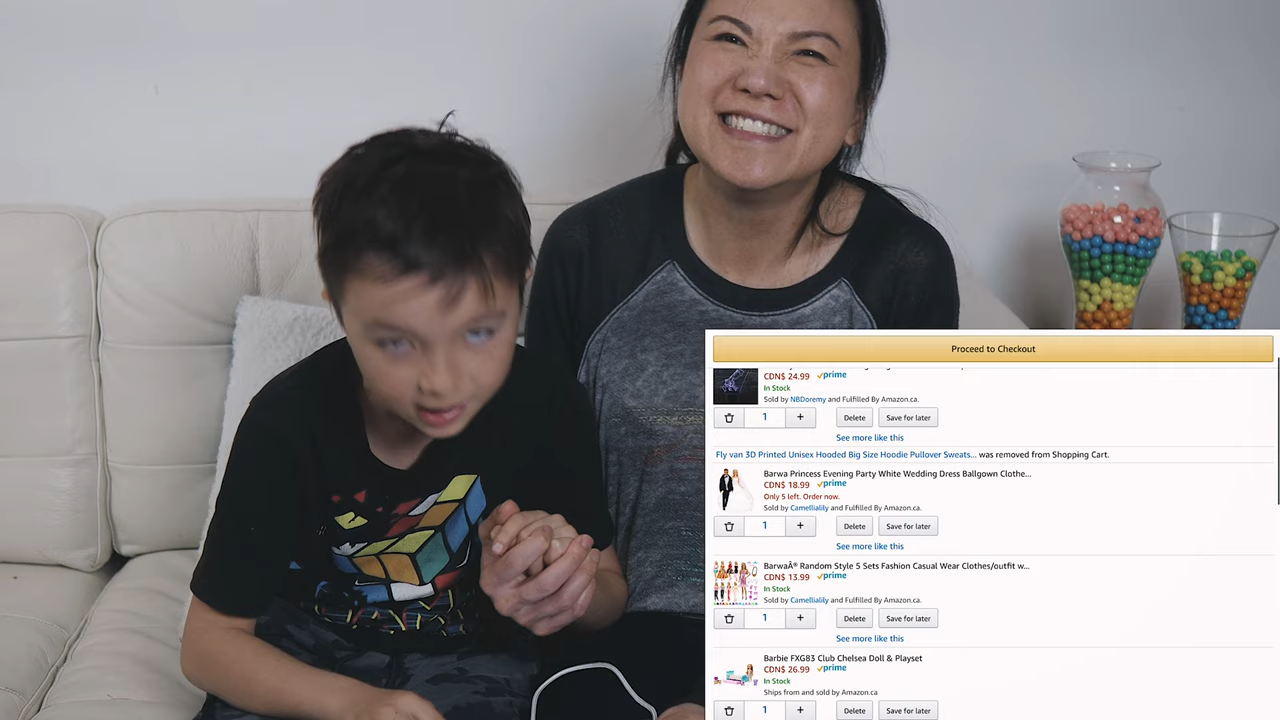 Proceed to Checkout
CDN$ 24.99 prime
In Stock
Sold by NBDoremy and Fulfilled By Amazon.ca.
1 + Delete Save for later
See more like this
Fly van 3D Printed Unisex Hooded Big Size Hoodie Pullover Sweats... was removed from Shopping Cart.
Barwa Princess Evening Party White Wedding Dress Ballgown Clothe...
CDN$ 18.99 prime
Only 5 left. Order now.
Sold by Camellialily and Fulfilled By Amazon.ca.
1 + Delete Save for later
See more like this
BarwaÂ® Random Style 5 Sets Fashion Casual Wear Clothes/outfit w...
CDN$ 13.99 prime
In Stock
Sold by Camellialily and Fulfilled By Amazon.ca.
1 + Delete Save for later
See more like this
Barbie FXG83 Club Chelsea Doll & Playset
CDN$ 26.99 prime
In Stock
Ships from and sold by Amazon.ca
1 + Delete Save for later